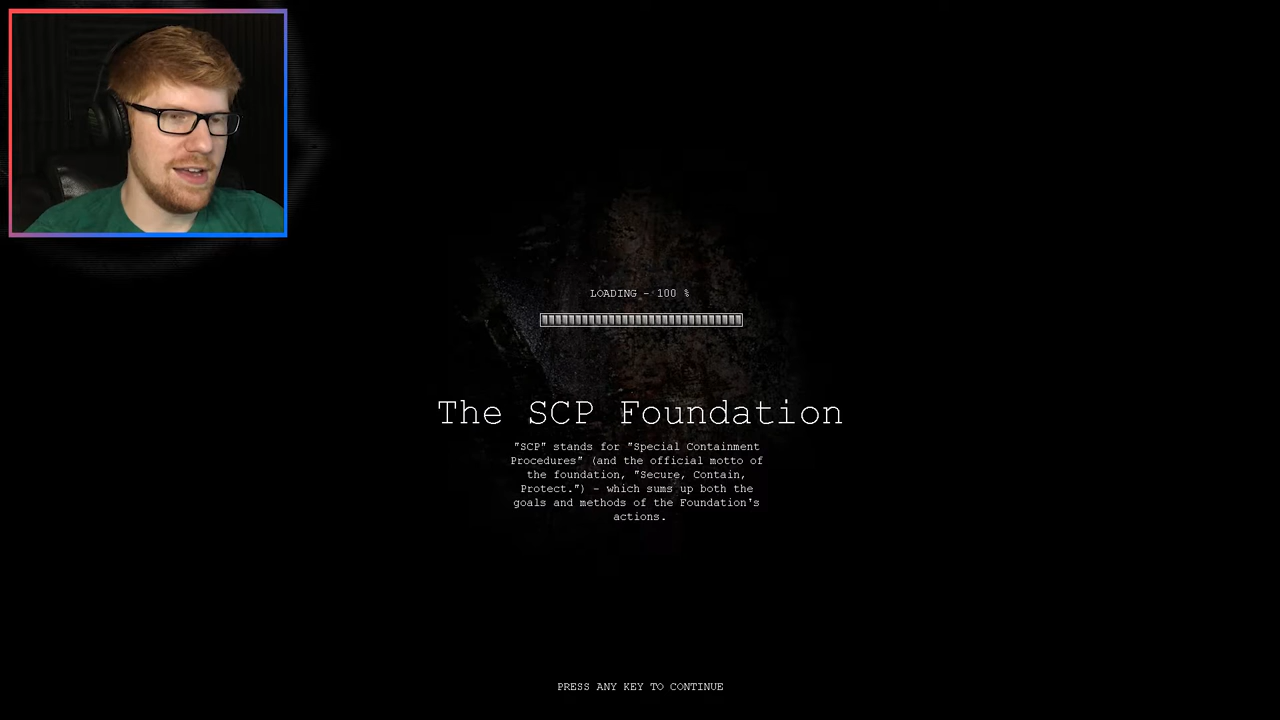 LOADING - 100 %
The SCP Foundation
"SCP" stands for "Special Containment
Procedures" (and the official motto of
the foundation, "Secure, Contain,
Protect.") - which sums up both the
goals and methods of the Foundation's
actions.
PRESS ANY KEY TO CONTINUE